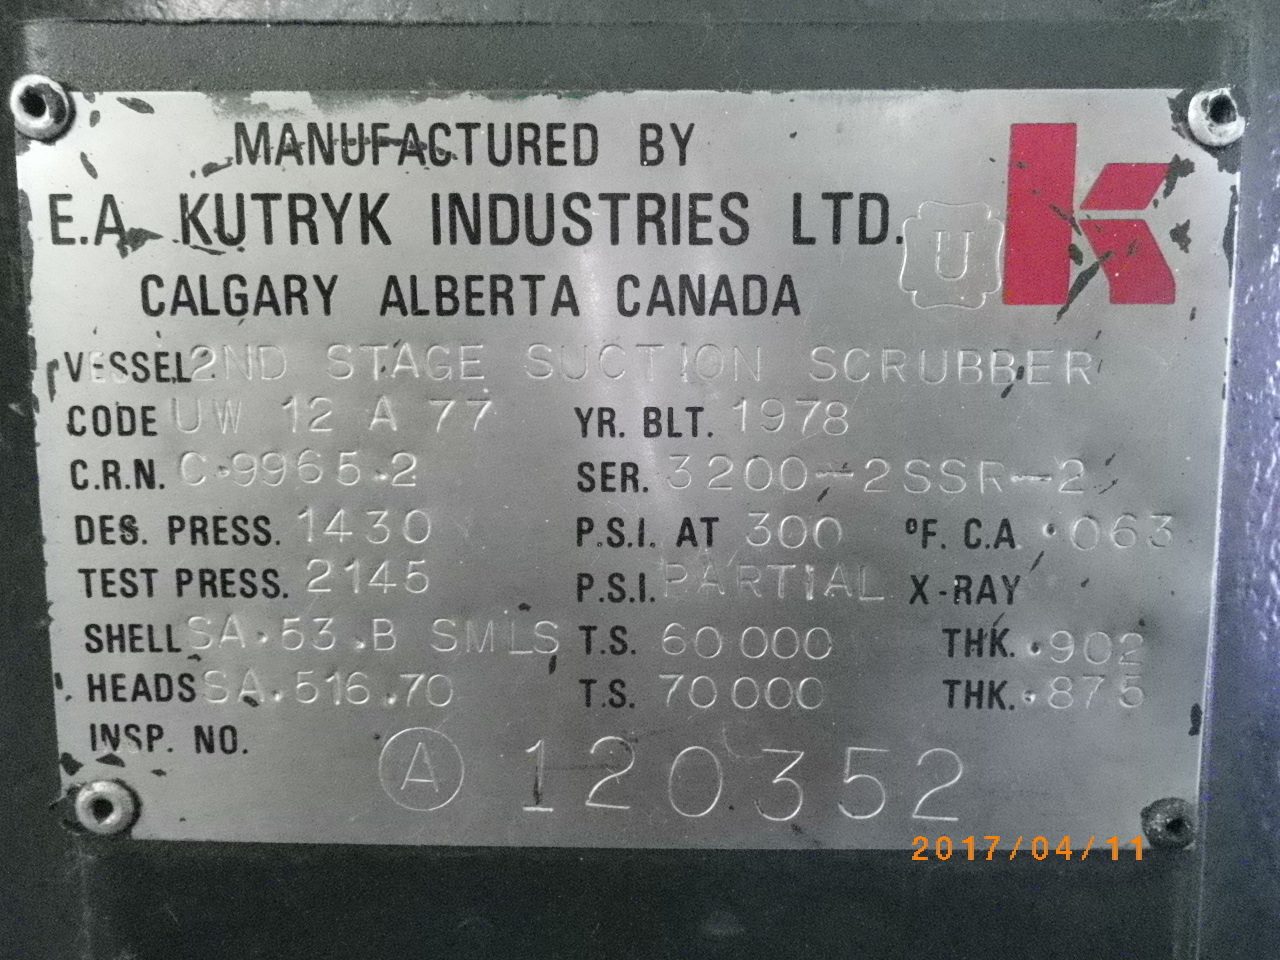 MANUFACTURED BY
E.A. KUTRYK INDUSTRIES LTD.
U
K
CALGARY ALBERTA CANADA
VESSEL 2ND STAGE SUCTION SCRUBBER
CODE UW 12 A 77 YR. BLT. 1978
C.R.N. C-9965.2 SER. 3200-2SSR-2
DES. PRESS. 1430 P.S.I. AT 300 °F. C.A. .063
TEST PRESS. 2145 P.S.I. PARTIAL X-RAY
SHELL SA.53.B SMLS T.S. 60000 THK. .902
HEADS SA.516.70 T.S. 70000 THK. .875
INSP. NO.
A 120352
2017/04/11